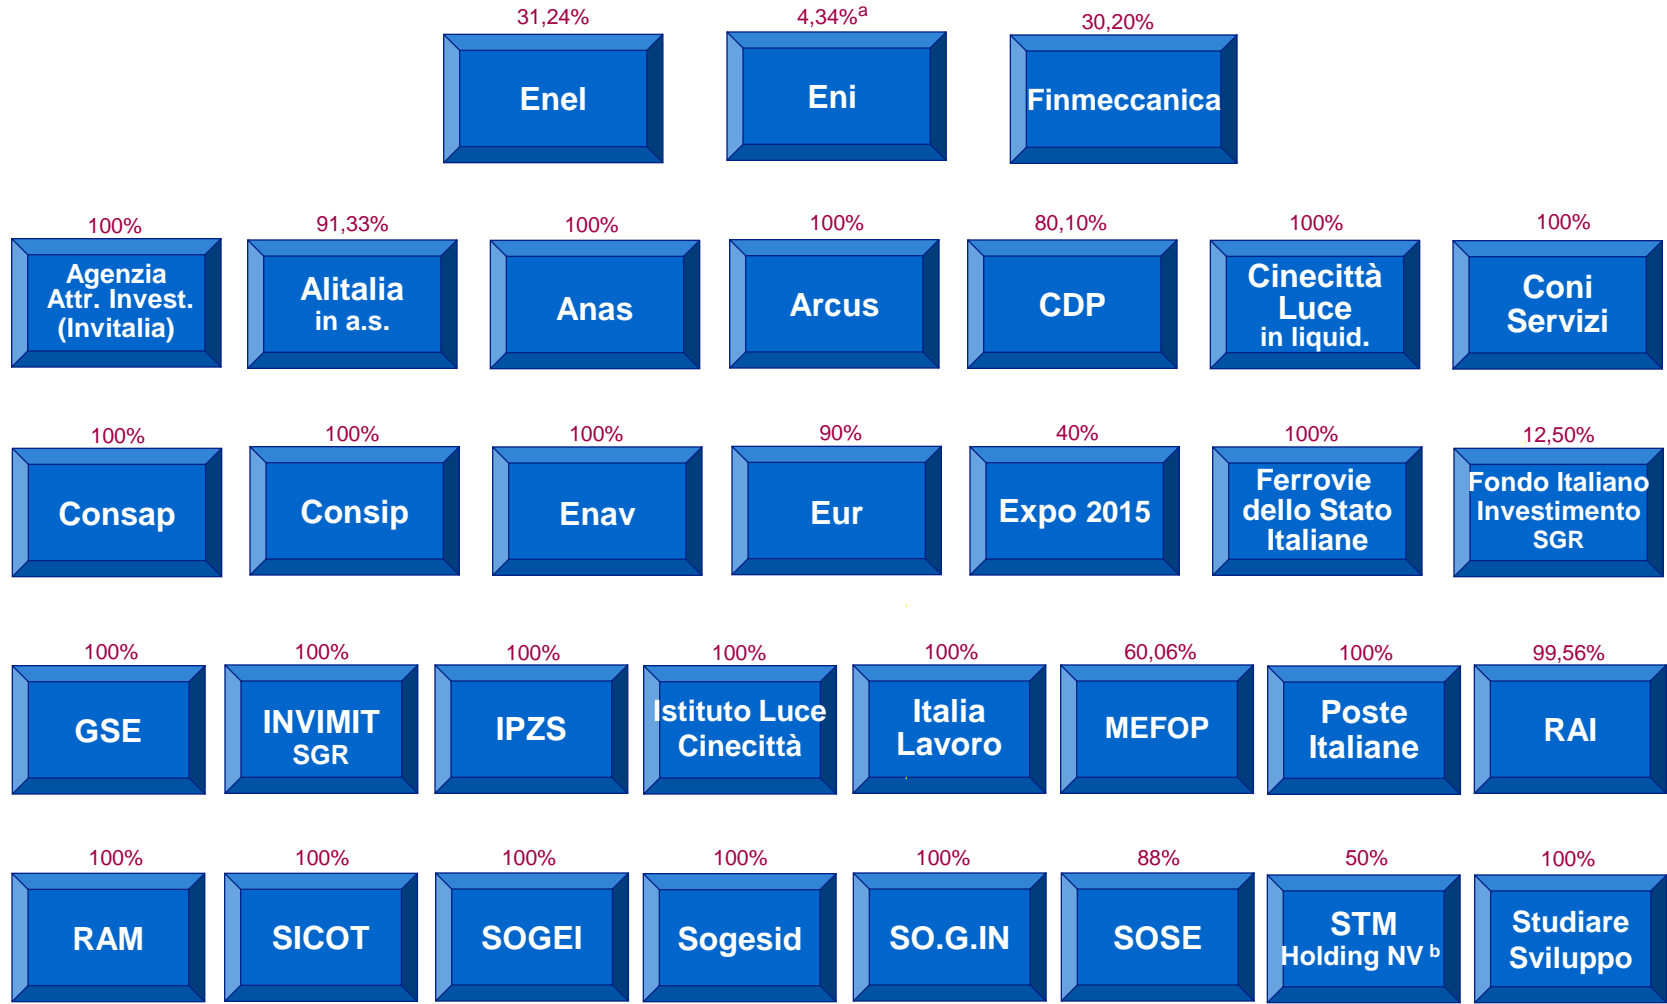 31,24% 4,34%a 30,20%
Enel Eni Finmeccanica
100% 91,33% 100% 100% 80,10% 100% 100%
Agenzia
Attr. Invest.
(Invitalia)
Alitalia
in a.s.
Anas
Arcus
CDP
Cinecittà
Luce
in liquid.
Coni
Servizi
100% 100% 100% 90% 40% 100% 12,50%
Consap
Consip
Enav
Eur
Expo 2015
Ferrovie
dello Stato
Italiane
Fondo Italiano
Investimento
SGR
100% 100% 100% 100% 100% 60,06% 100% 99,56%
GSE
INVIMIT
SGR
IPZS
Istituto Luce
Cinecittà
Italia
Lavoro
MEFOP
Poste
Italiane
RAI
100% 100% 100% 100% 100% 88% 50% 100%
RAM
SICOT
SOGEI
Sogesid
SO.G.IN
SOSE
STM
Holding NV b
Studiare
Sviluppo